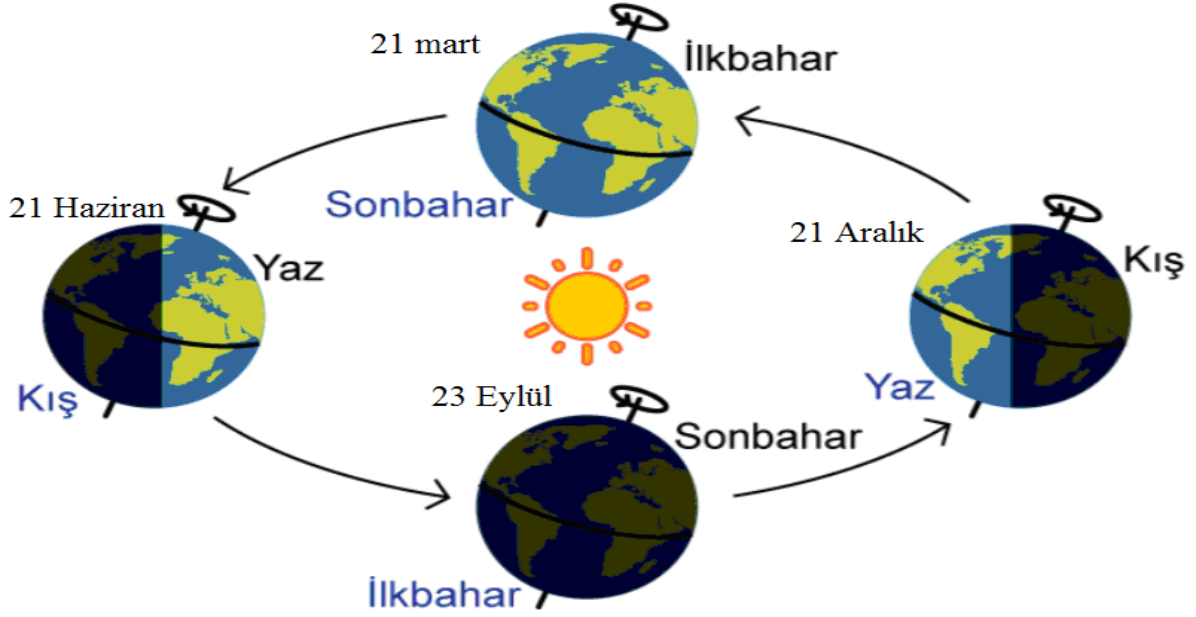 21 mart
İlkbahar
Sonbahar
21 Haziran
Yaz
Kış
21 Aralık
Kış
Yaz
23 Eylül
Sonbahar
İlkbahar